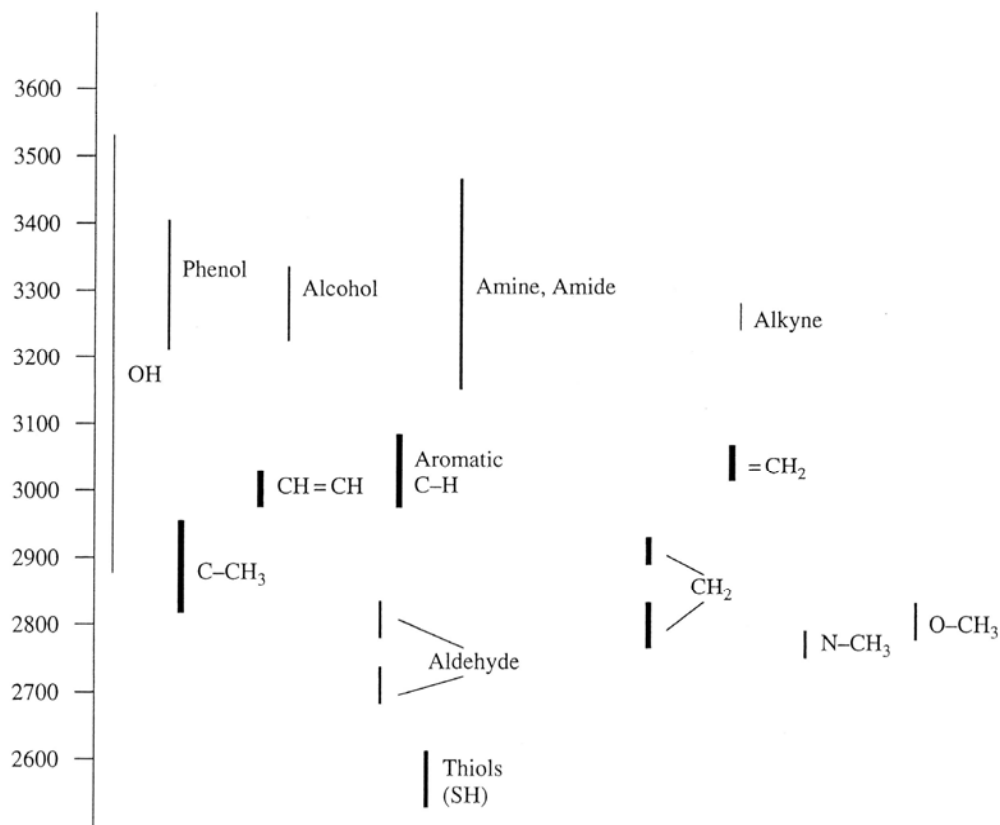 3600
3500
3400
3300
3200
3100
3000
2900
2800
2700
2600
OH
Phenol
Alcohol
Amine, Amide
Alkyne
C–CH₃
CH=CH
Aromatic
C–H
=CH₂
CH₂
Aldehyde
N–CH₃
O–CH₃
Thiols
(SH)